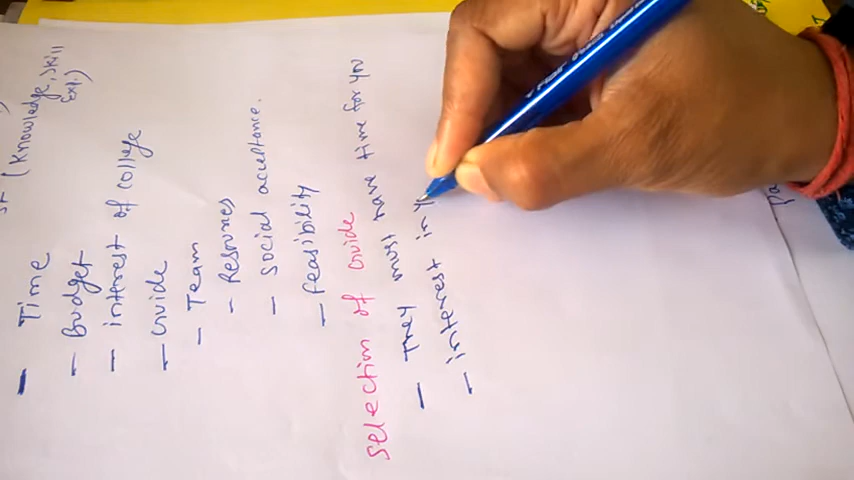 (knowledge, skill
Exp.)
- Time
- Budget
- interest of college
- Guide
- Team
- Resources
- social acceptance.
- feasibility
Selection of Guide
- They must have time for you
- interest in